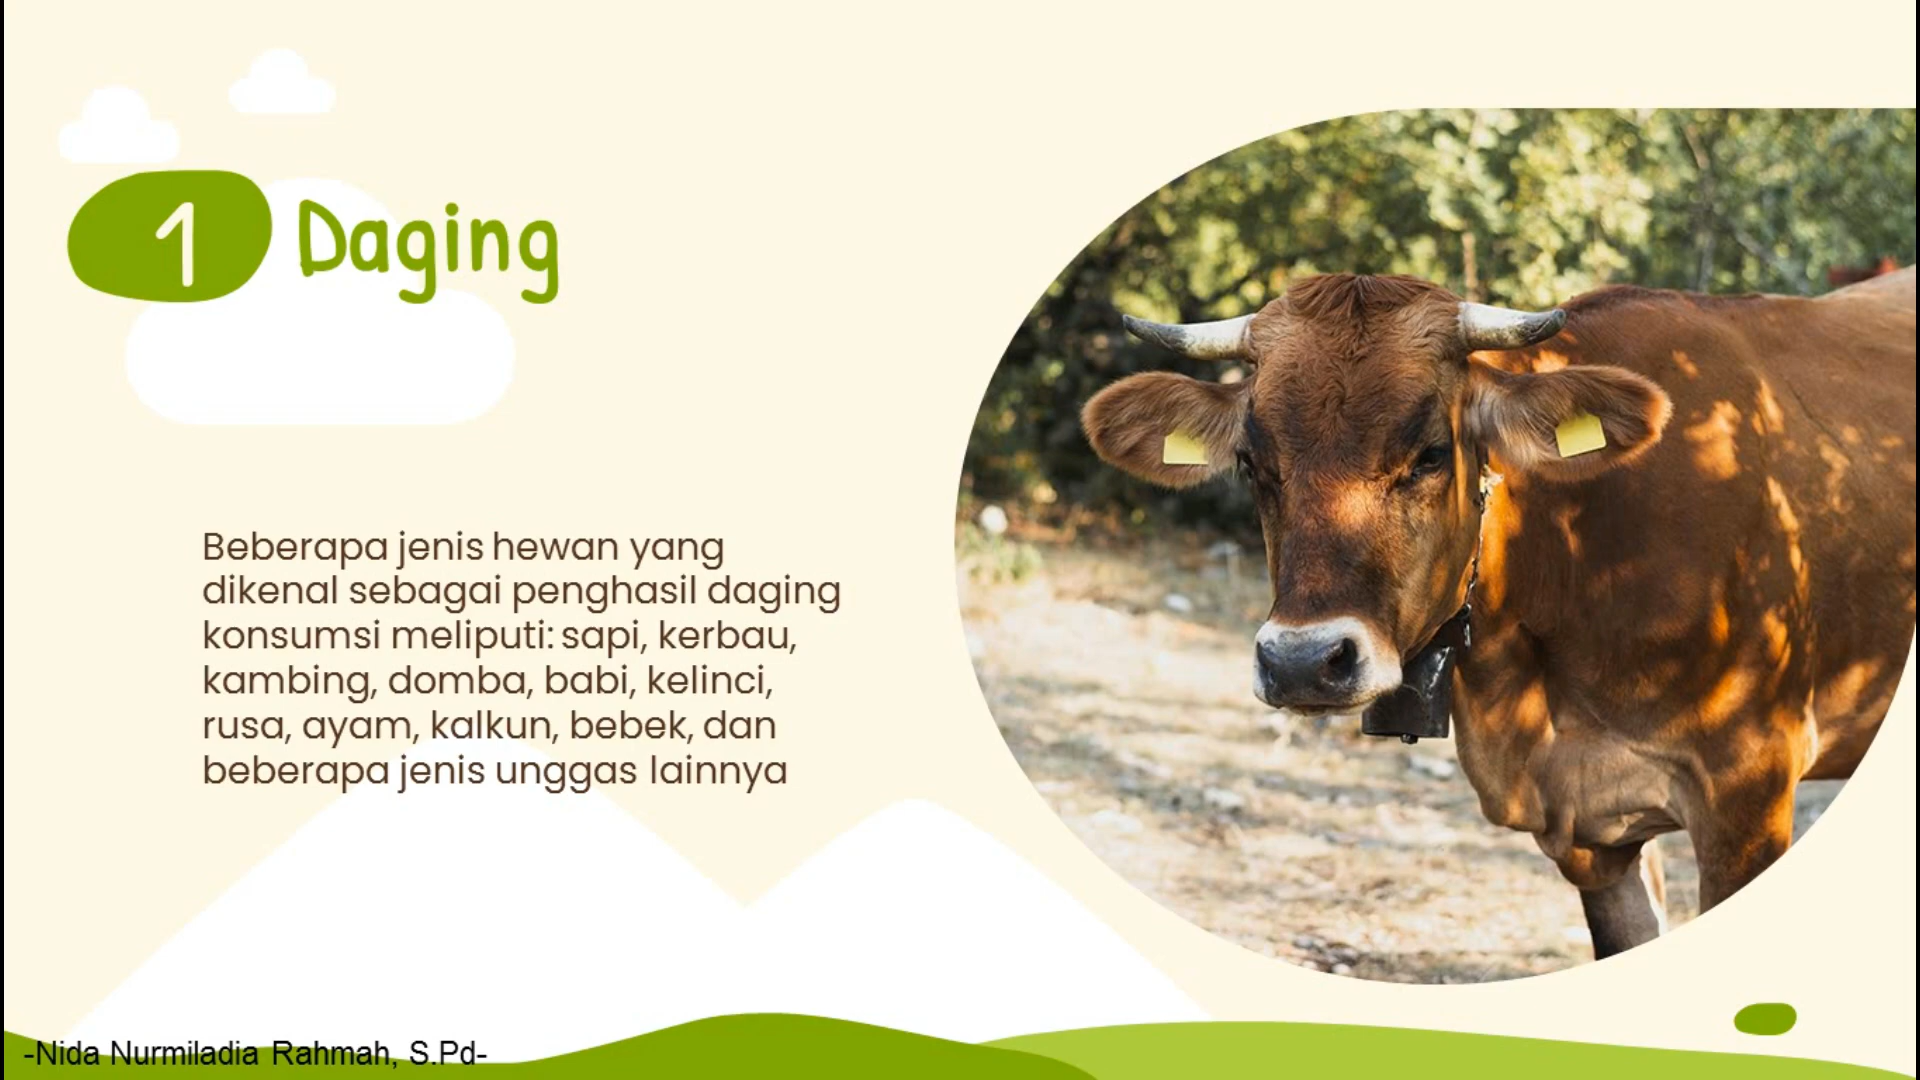 1 Daging
Beberapa jenis hewan yang
dikenal sebagai penghasil daging
konsumsi meliputi: sapi, kerbau,
kambing, domba, babi, kelinci,
rusa, ayam, kalkun, bebek, dan
beberapa jenis unggas lainnya
-Nida Nurmiladia Rahmah, S.Pd-